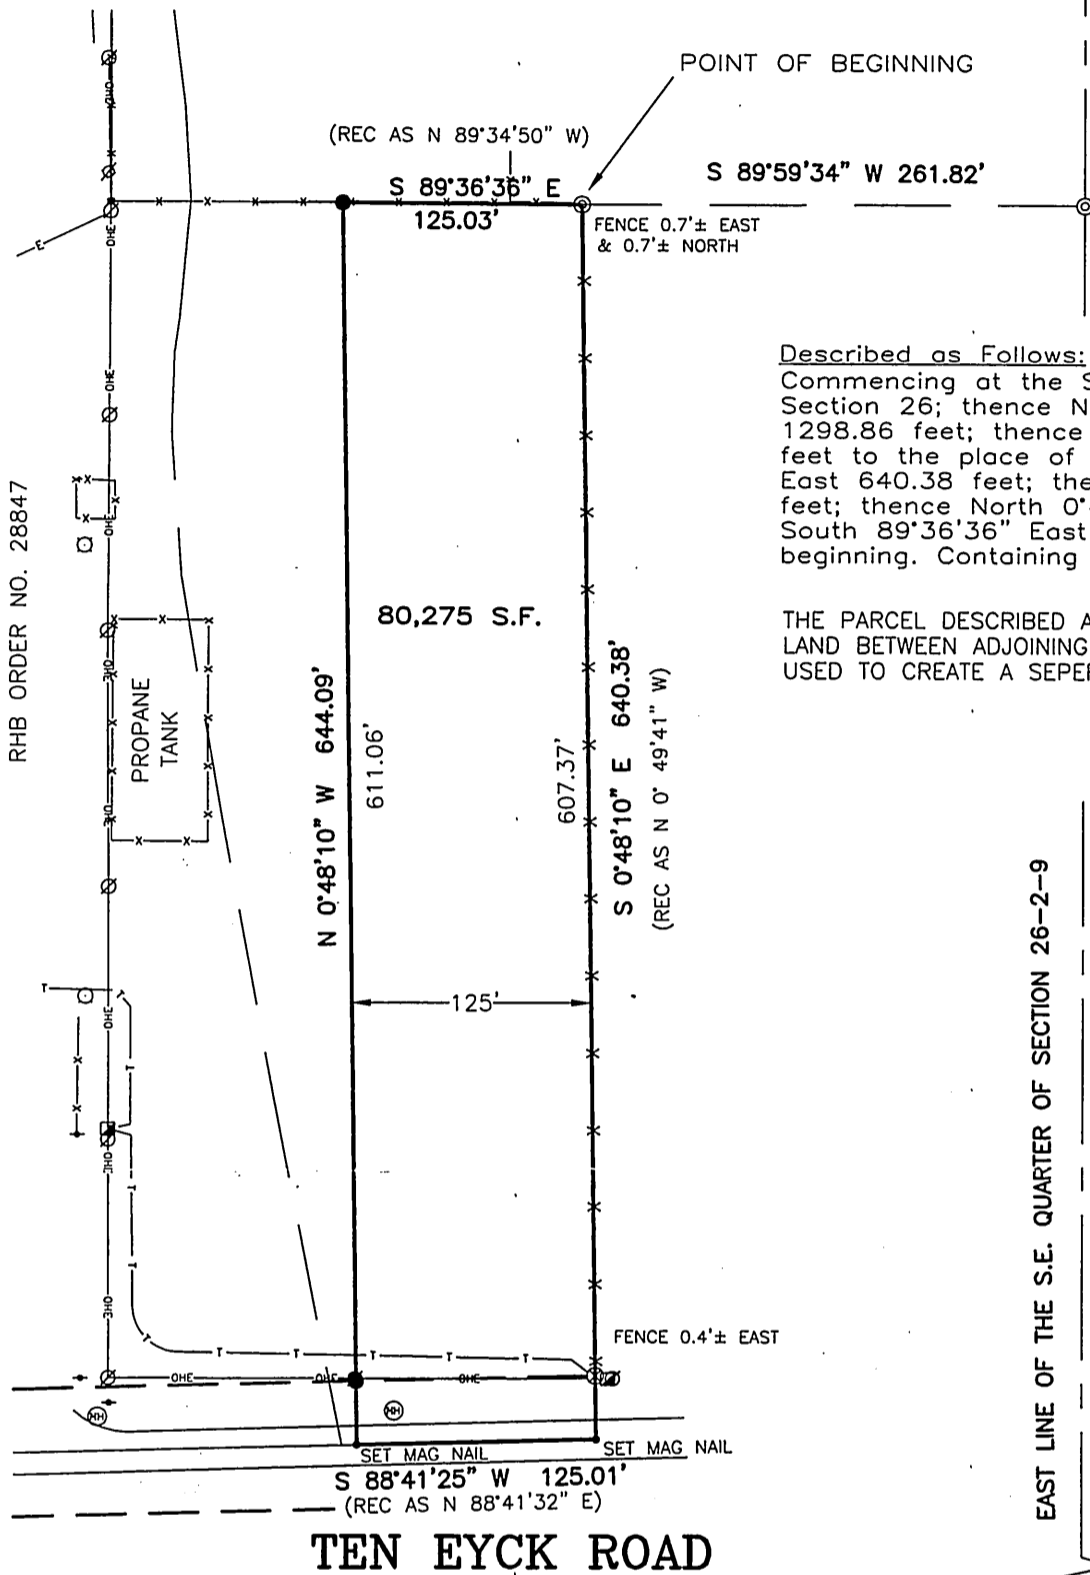 POINT OF BEGINNING
(REC AS N 89°34'50" W)
S 89°36'36" E
125.03'
S 89°59'34" W 261.82'
FENCE 0.7'± EAST
& 0.7'± NORTH
OHE
OHE
E
OHE
Described as Follows:
Commencing at the S
Section 26; thence N
1298.86 feet; thence
feet to the place of
East 640.38 feet; the
feet; thence North 0°
South 89°36'36" East
beginning. Containing
THE PARCEL DESCRIBED A
LAND BETWEEN ADJOINING
USED TO CREATE A SEPE
RHB ORDER NO. 28847
80,275 S.F.
PROPANE
TANK
N 0°48'10" W 644.09'
611.06'
607.37'
S 0°48'10" E 640.38'
(REC AS N 0° 49'41" W)
125'
EAST LINE OF THE S.E. QUARTER OF SECTION 26-2-9
FENCE 0.4'± EAST
OHE
OHE
OHE
SET MAG NAIL
SET MAG NAIL
S 88°41'25" W 125.01'
(REC AS N 88°41'32" E)
TEN EYCK ROAD